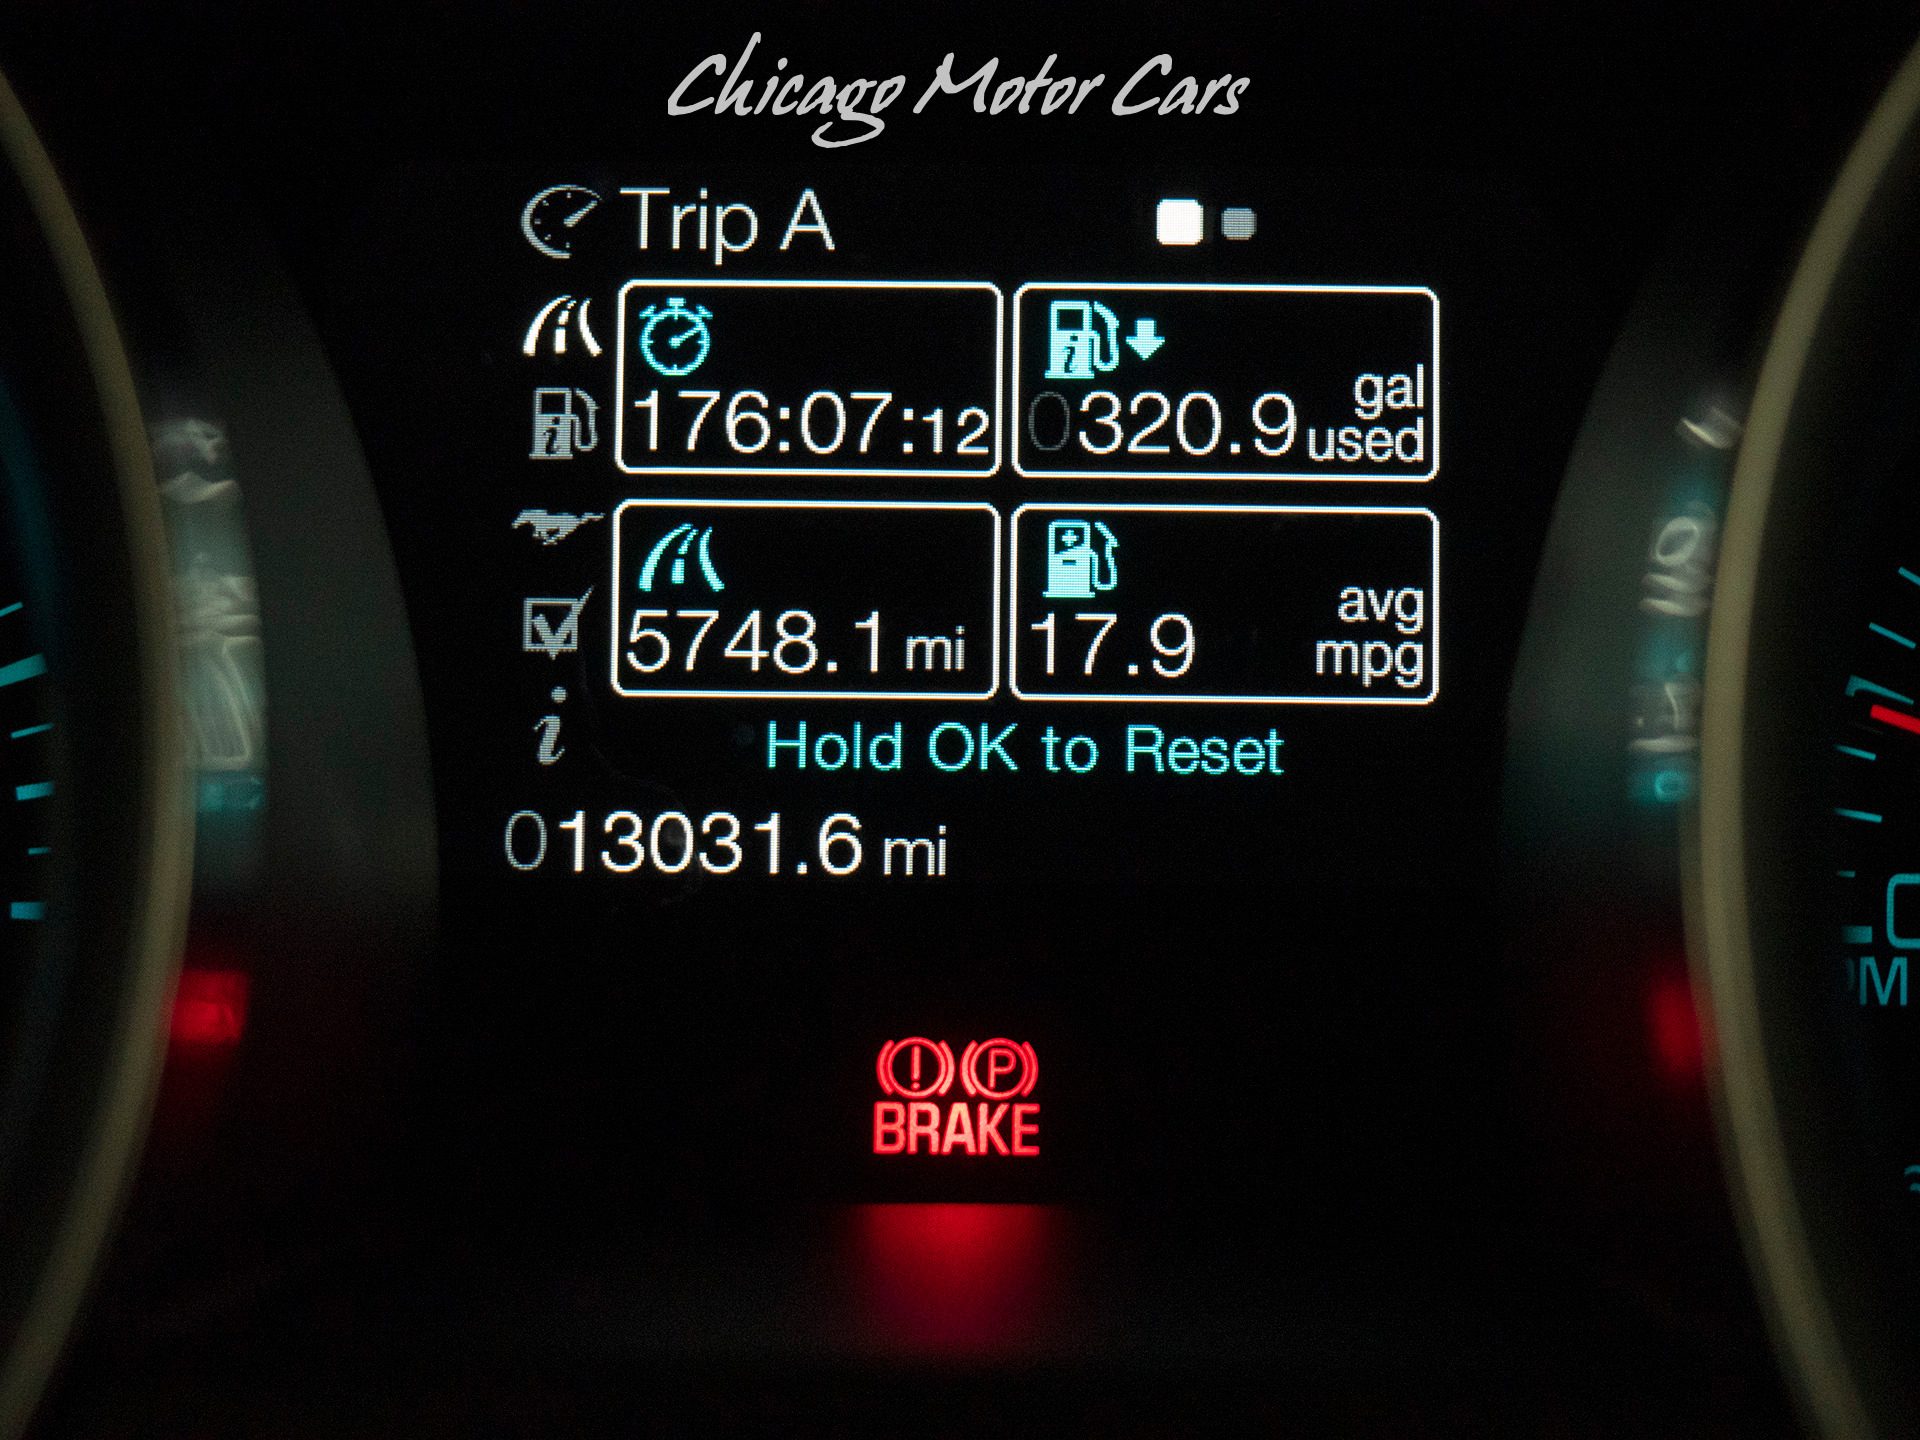 Chicago Motor Cars
Trip A
176:07:12
0320.9 gal used
5748.1 mi
17.9 avg mpg
Hold OK to Reset
013031.6 mi
! P
BRAKE